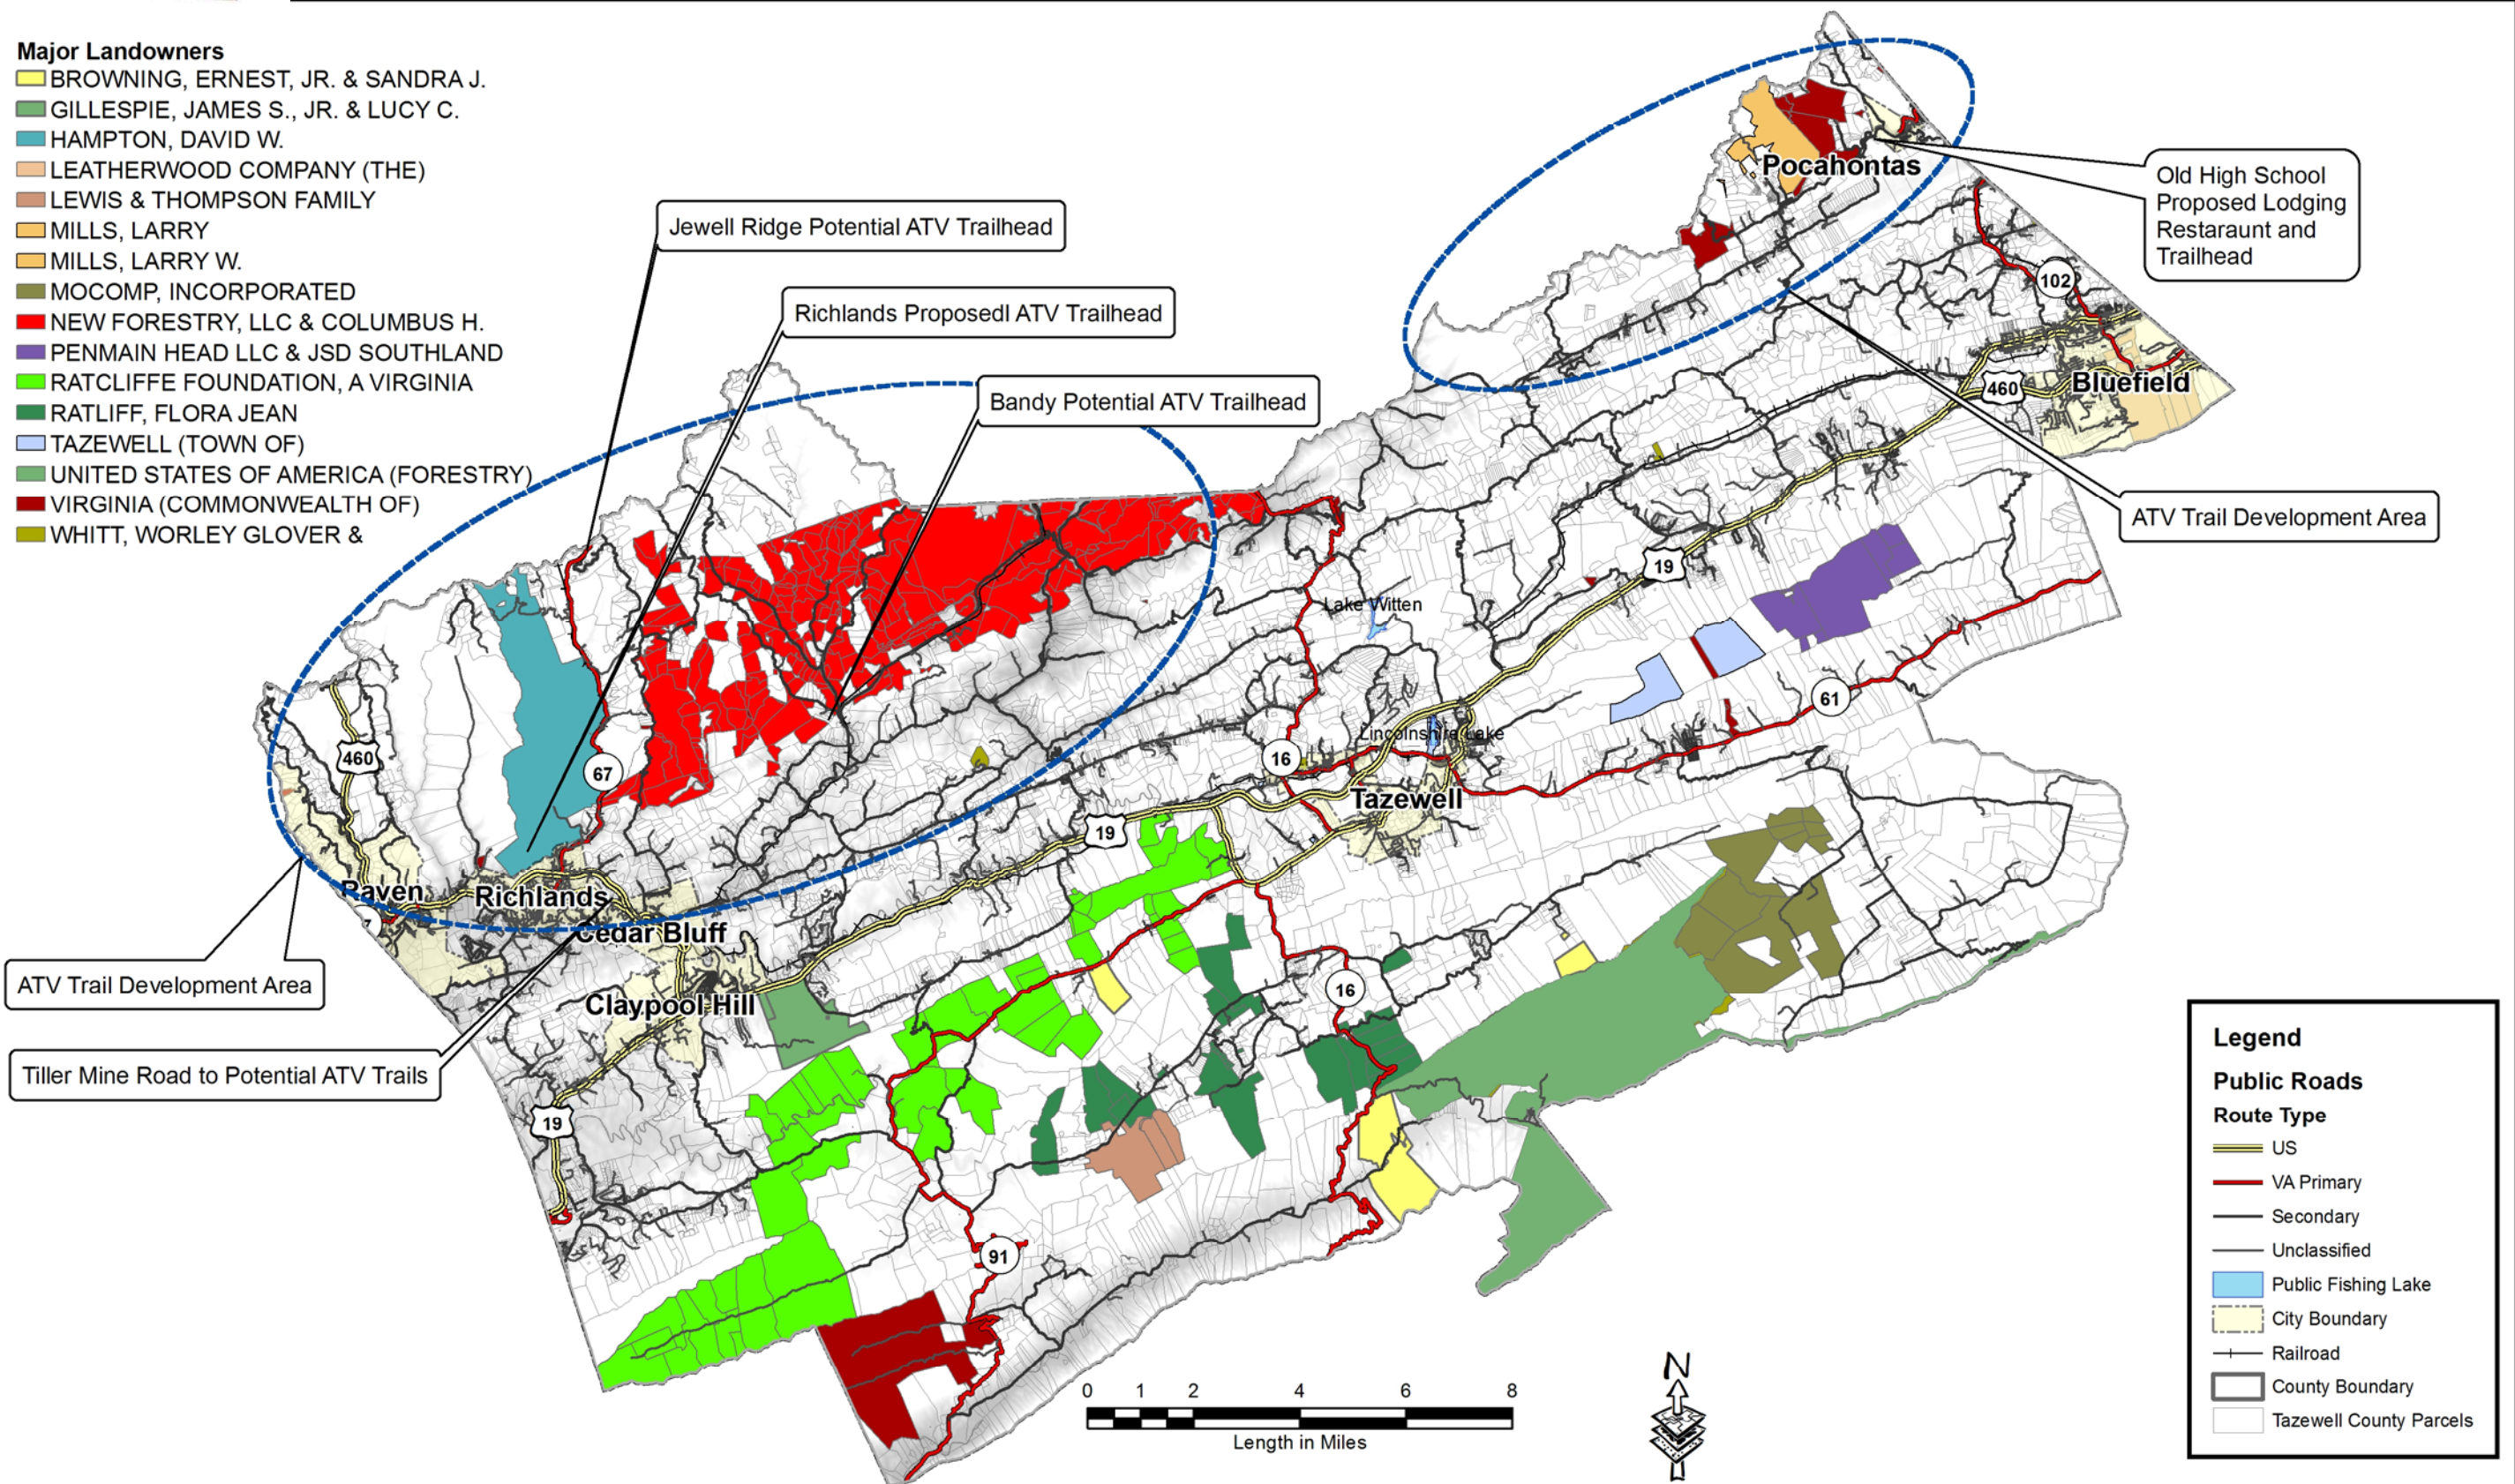 Major Landowners
BROWNING, ERNEST, JR. & SANDRA J.
GILLESPIE, JAMES S., JR. & LUCY C.
HAMPTON, DAVID W.
LEATHERWOOD COMPANY (THE)
LEWIS & THOMPSON FAMILY
MILLS, LARRY
MILLS, LARRY W.
MOCOMP, INCORPORATED
NEW FORESTRY, LLC & COLUMBUS H.
PENMAIN HEAD LLC & JSD SOUTHLAND
RATCLIFFE FOUNDATION, A VIRGINIA
RATLIFF, FLORA JEAN
TAZEWELL (TOWN OF)
UNITED STATES OF AMERICA (FORESTRY)
VIRGINIA (COMMONWEALTH OF)
WHITT, WORLEY GLOVER &
Jewell Ridge Potential ATV Trailhead
Richlands Proposedl ATV Trailhead
Bandy Potential ATV Trailhead
Pocahontas
Old High School
Proposed Lodging
Restaraunt and
Trailhead
102
460
Bluefield
ATV Trail Development Area
19
Lake Witten
61
Lincolnshire Lake
16
Tazewell
19
460
67
Raven
Richlands
7
Cedar Bluff
Claypool Hill
ATV Trail Development Area
Tiller Mine Road to Potential ATV Trails
19
16
91
0 1 2 4 6 8
Length in Miles
N
Legend
Public Roads
Route Type
US
VA Primary
Secondary
Unclassified
Public Fishing Lake
City Boundary
Railroad
County Boundary
Tazewell County Parcels